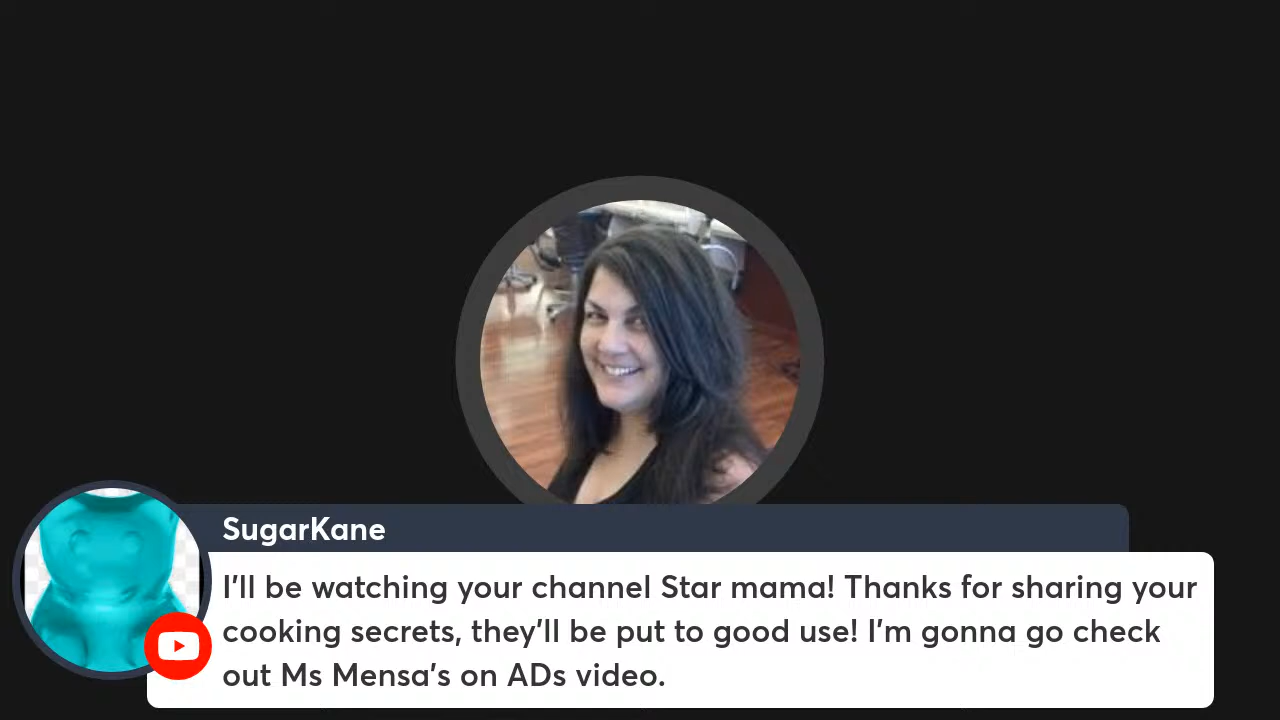 SugarKane
I'll be watching your channel Star mama! Thanks for sharing your
cooking secrets, they'll be put to good use! I'm gonna go check
out Ms Mensa's on ADs video.